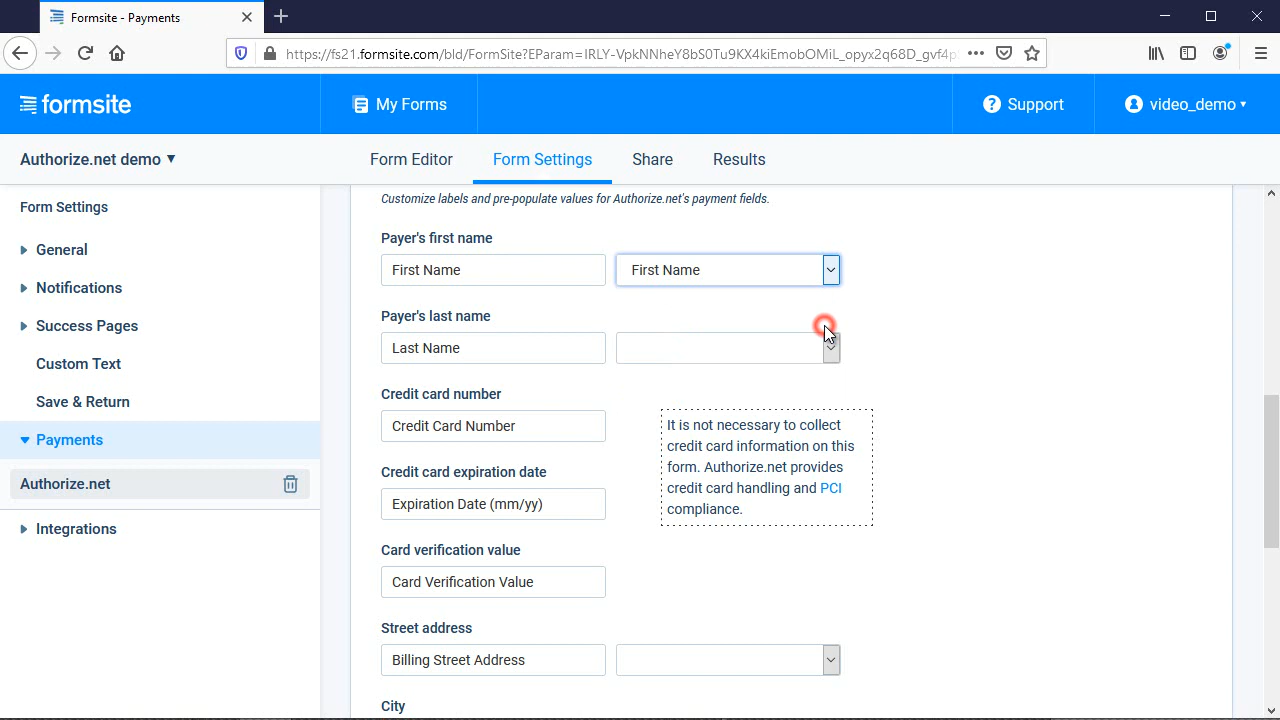 Formsite - Payments
https://fs21.formsite.com/bld/FormSite?EParam=IRLY-VpkNNheY8bS0Tu9KX4kiEmobOMiL_opyx2q68D_gvf4p
formsite
My Forms
Support
video_demo
Authorize.net demo
Form Editor
Form Settings
Share
Results
Form Settings
General
Notifications
Success Pages
Custom Text
Save & Return
Payments
Authorize.net
Integrations
Customize labels and pre-populate values for Authorize.net's payment fields.
Payer's first name
First Name
First Name
Payer's last name
Last Name
Credit card number
Credit Card Number
It is not necessary to collect
credit card information on this
form. Authorize.net provides
credit card handling and PCI
compliance.
Credit card expiration date
Expiration Date (mm/yy)
Card verification value
Card Verification Value
Street address
Billing Street Address
City